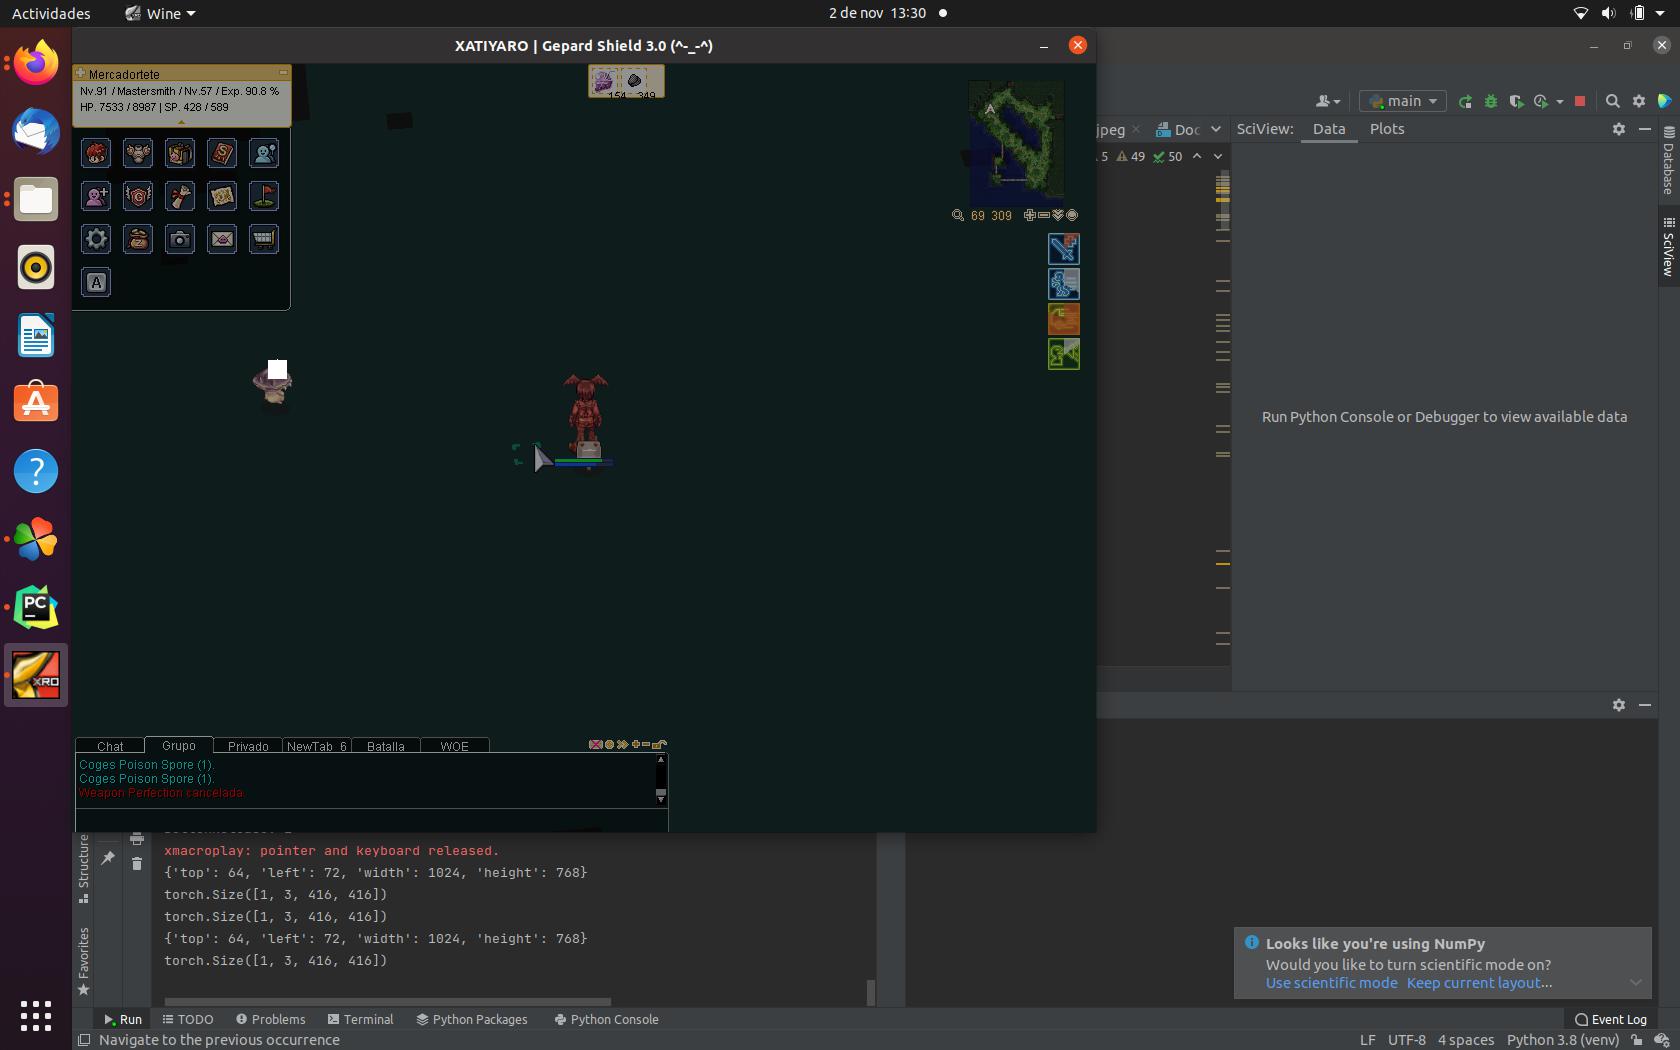 Actividades
Wine
2 de nov 13:30
XATIYARO | Gepard Shield 3.0 (^-_-^)
Mercadortete
Nv.91 / Mastersmith / Nv.57 / Exp. 90.8 %
HP. 7533 / 8987 | SP. 428 / 589
154 349
69 309
A
main
jpeg
Doc
SciView:
Data
Plots
5
49
50
Database
SciView
Run Python Console or Debugger to view available data
PC
XRO
Chat
Grupo
Privado
NewTab 6
Batalla
WOE
Coges Poison Spore (1).
Coges Poison Spore (1).
Weapon Perfection cancelada.
xmacroplay: pointer and keyboard released.
{'top': 64, 'left': 72, 'width': 1024, 'height': 768}
torch.Size([1, 3, 416, 416])
torch.Size([1, 3, 416, 416])
{'top': 64, 'left': 72, 'width': 1024, 'height': 768}
torch.Size([1, 3, 416, 416])
Structure
Favorites
Looks like you're using NumPy
Would you like to turn scientific mode on?
Use scientific mode Keep current layout...
Run
TODO
Problems
Terminal
Python Packages
Python Console
Event Log
Navigate to the previous occurrence
LF UTF-8 4 spaces Python 3.8 (venv)